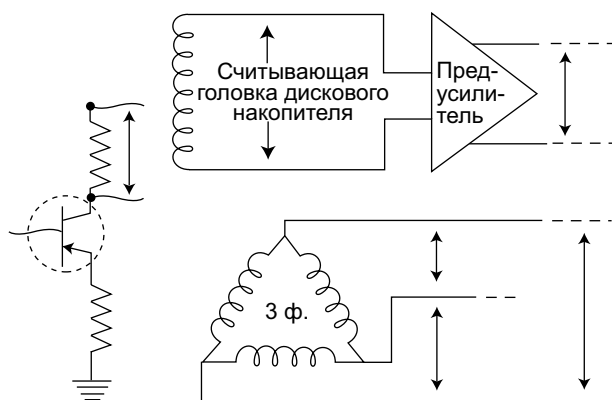 Считывающая
головка дискового
накопителя
Пред-
усили-
тель
3 ф.